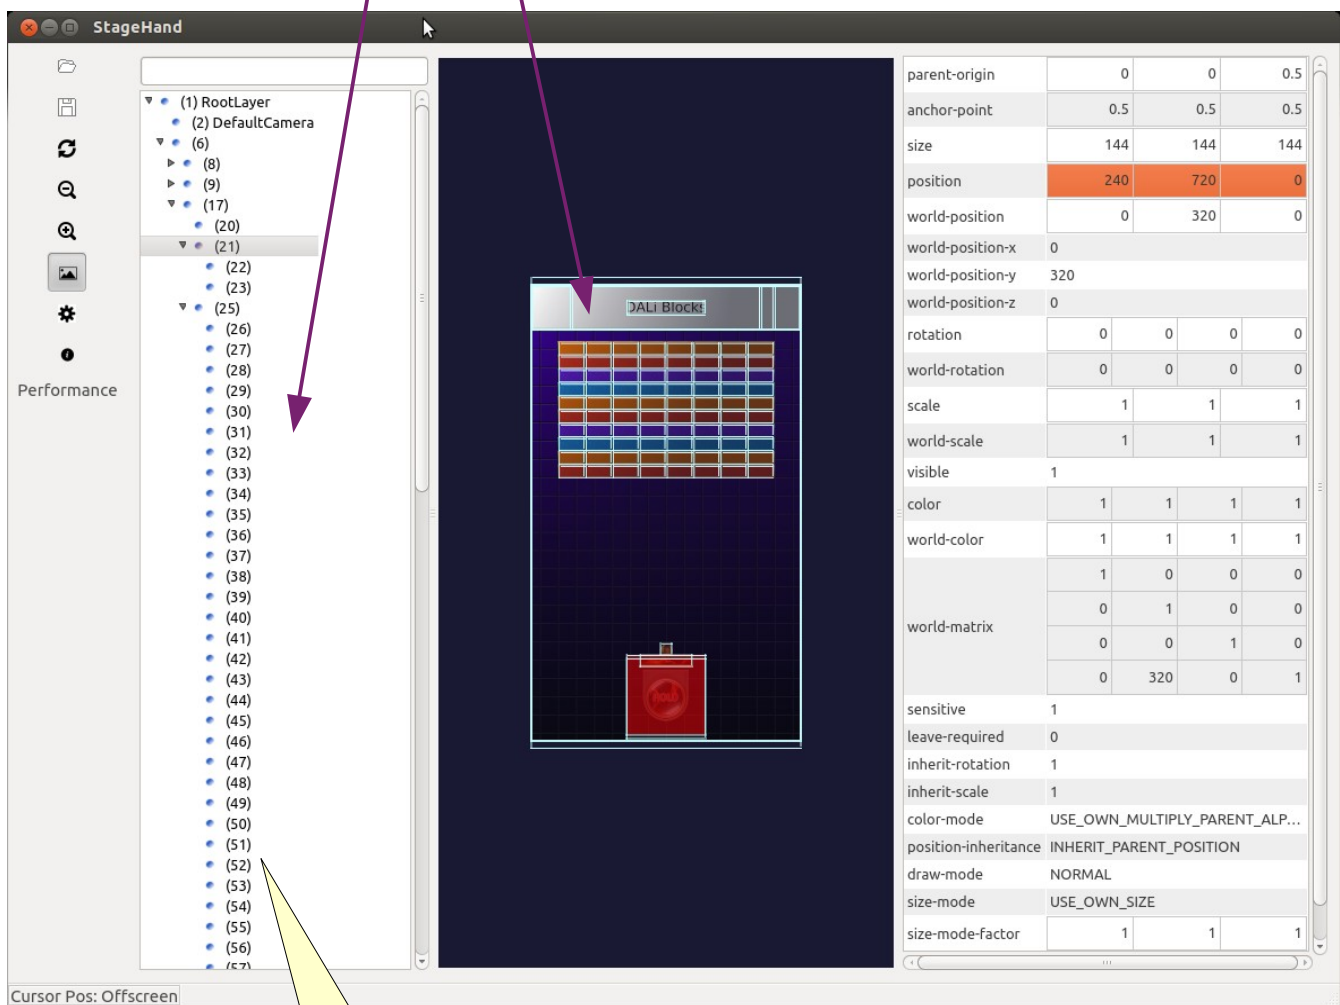 StageHand
(1) RootLayer
(2) DefaultCamera
(6)
(8)
(9)
(17)
(20)
(21)
(22)
(23)
(25)
(26)
(27)
(28)
(29)
(30)
(31)
(32)
(33)
(34)
(35)
(36)
(37)
(38)
(39)
(40)
(41)
(42)
(43)
(44)
(45)
(46)
(47)
(48)
(49)
(50)
(51)
(52)
(53)
(54)
(55)
(56)
(57)
Performance
DALi Blocks
parent-origin 0 0 0.5
anchor-point 0.5 0.5 0.5
size 144 144 144
position 240 720 0
world-position 0 320 0
world-position-x 0
world-position-y 320
world-position-z 0
rotation 0 0 0 0
world-rotation 0 0 0 0
scale 1 1 1
world-scale 1 1 1
visible 1
color 1 1 1 1
world-color 1 1 1 1
world-matrix
1 0 0 0
0 1 0 0
0 0 1 0
0 320 0 1
sensitive 1
leave-required 0
inherit-rotation 1
inherit-scale 1
color-mode USE_OWN_MULTIPLY_PARENT_ALP...
position-inheritance INHERIT_PARENT_POSITION
draw-mode NORMAL
size-mode USE_OWN_SIZE
size-mode-factor 1 1 1
Cursor Pos: Offscreen